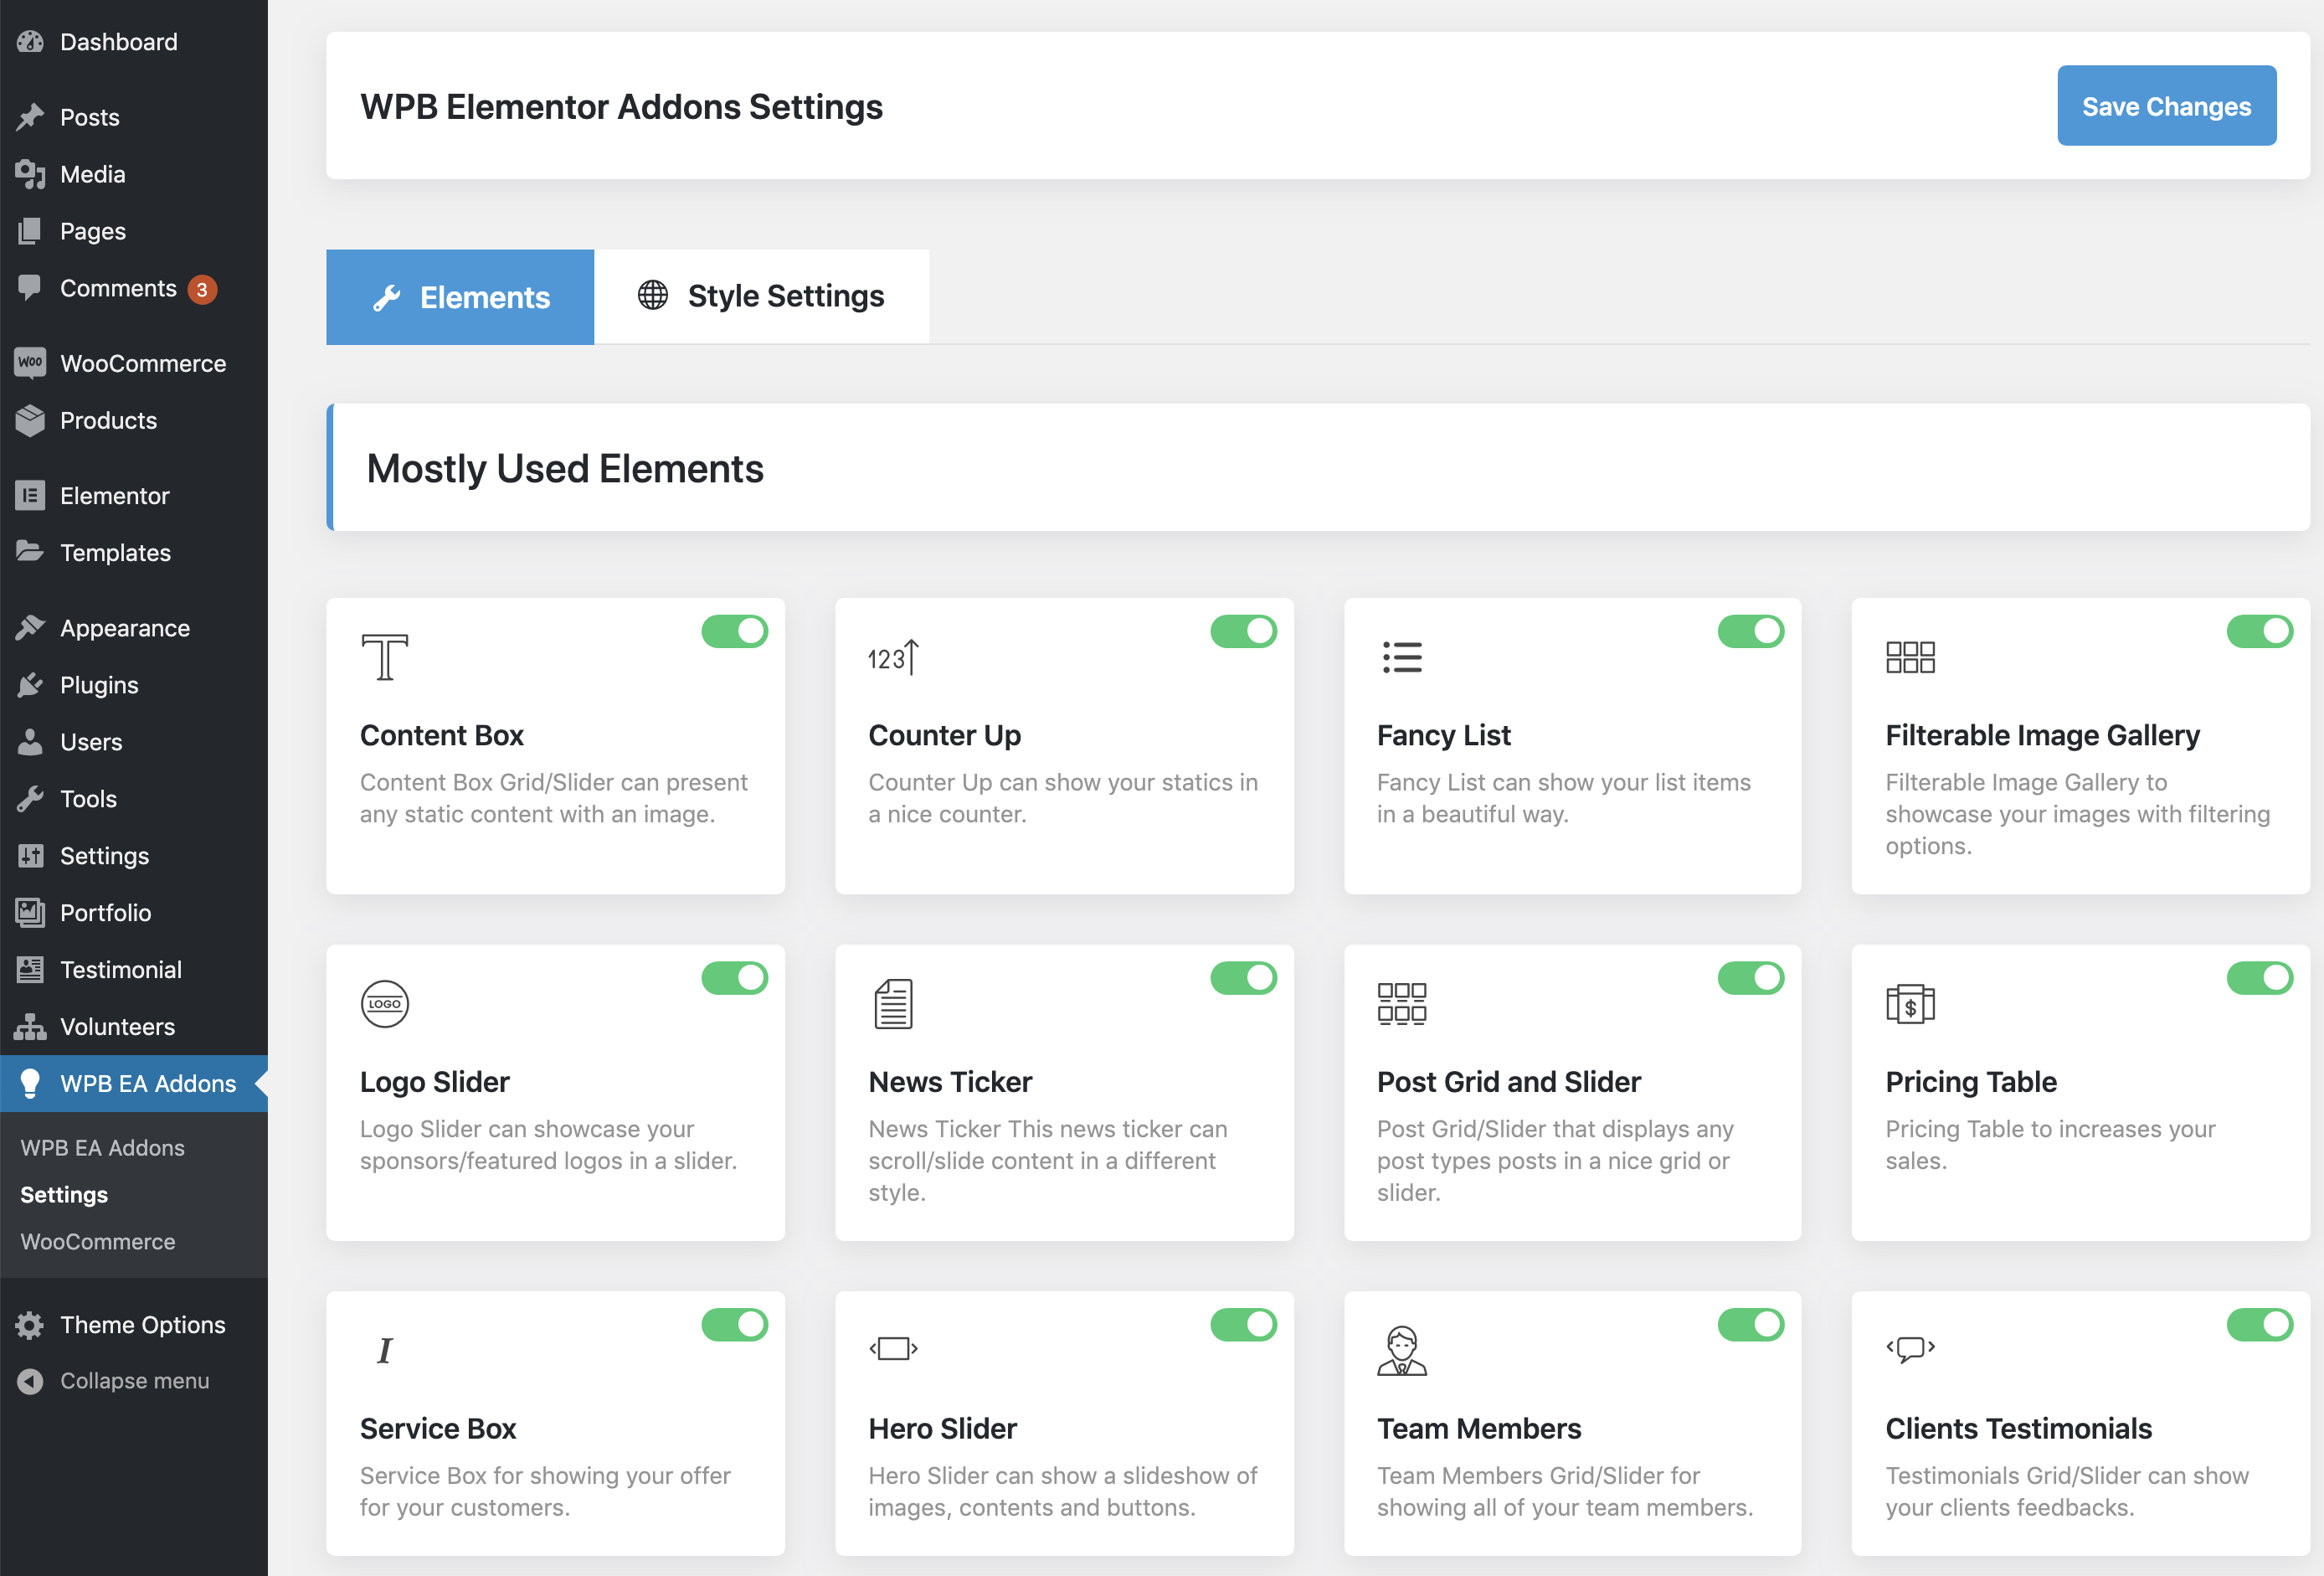 Dashboard
Posts
Media
Pages
Comments 3
WOO WooCommerce
Products
Elementor
Templates
Appearance
Plugins
Users
Tools
Settings
Portfolio
Testimonial
Volunteers
WPB EA Addons
WPB EA Addons
Settings
WooCommerce
Theme Options
Collapse menu
WPB Elementor Addons Settings
Save Changes
Elements
Style Settings
Mostly Used Elements
T
Content Box
Content Box Grid/Slider can present
any static content with an image.
123
Counter Up
Counter Up can show your statics in
a nice counter.
Fancy List
Fancy List can show your list items
in a beautiful way.
Filterable Image Gallery
Filterable Image Gallery to
showcase your images with filtering
options.
LOGO
Logo Slider
Logo Slider can showcase your
sponsors/featured logos in a slider.
News Ticker
News Ticker This news ticker can
scroll/slide content in a different
style.
Post Grid and Slider
Post Grid/Slider that displays any
post types posts in a nice grid or
slider.
$
Pricing Table
Pricing Table to increases your
sales.
I
Service Box
Service Box for showing your offer
for your customers.
Hero Slider
Hero Slider can show a slideshow of
images, contents and buttons.
Team Members
Team Members Grid/Slider for
showing all of your team members.
Clients Testimonials
Testimonials Grid/Slider can show
your clients feedbacks.